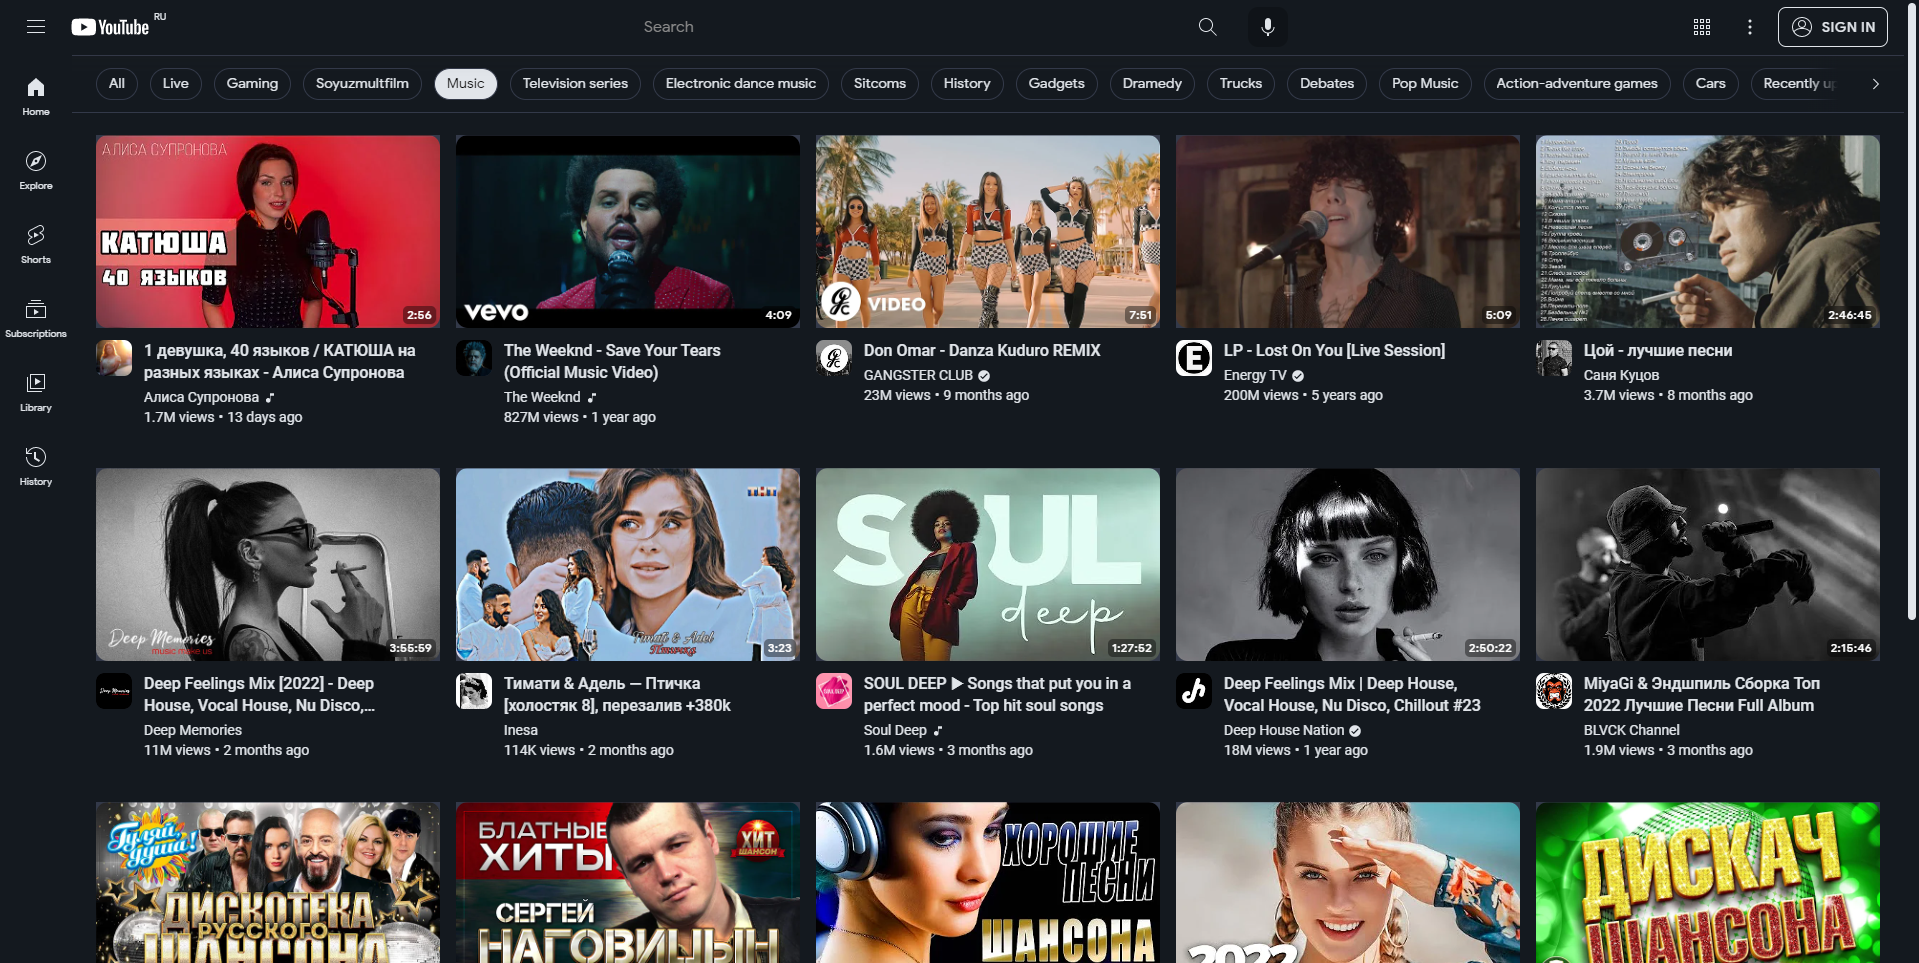 YouTube RU
Search
SIGN IN
All
Live
Gaming
Soyuzmultfilm
Music
Television series
Electronic dance music
Sitcoms
History
Gadgets
Dramedy
Trucks
Debates
Pop Music
Action-adventure games
Cars
Recently
Home
Explore
Shorts
Subscriptions
Library
History
АЛИСА СУПРОНОВА
КАТЮША
40 ЯЗЫКОВ
2:56
vevo
4:09
VIDEO
7:51
5:09
2:46:45
1 девушка, 40 языков / КАТЮША на
разных языках - Алиса Супронова
Алиса Супронова
1.7M views • 13 days ago
The Weeknd - Save Your Tears
(Official Music Video)
The Weeknd
827M views • 1 year ago
Don Omar - Danza Kuduro REMIX
GANGSTER CLUB
23M views • 9 months ago
LP - Lost On You [Live Session]
Energy TV
200M views • 5 years ago
Цой - лучшие песни
Саня Куцов
3.7M views • 8 months ago
Deep Memories
music make us
3:55:59
ТНТ
Timati & Adel
Птичка
3:23
SOUL
deep
1:27:52
2:50:22
2:15:46
Deep Feelings Mix [2022] - Deep
House, Vocal House, Nu Disco,...
Deep Memories
11M views • 2 months ago
Тимати & Адель — Птичка
[холостяк 8], перезалив +380k
Inesa
114K views • 2 months ago
SOUL DEEP ▶ Songs that put you in a
perfect mood - Top hit soul songs
Soul Deep
1.6M views • 3 months ago
Deep Feelings Mix | Deep House,
Vocal House, Nu Disco, Chillout #23
Deep House Nation
18M views • 1 year ago
MiyaGi & Эндшпиль Сборка Топ
2022 Лучшие Песни Full Album
BLVCK Channel
1.9M views • 3 months ago
Гуляй,
душа!
ДИСКОТЕКА
РУССКОГО
ШАНСОНА
БЛАТНЫЕ
ХИТЫ
ХИТ
ШАНСОН
СЕРГЕЙ
НАГОВИЦЫН
ХОРОШИЕ
ПЕСНИ
ШАНСОНА
2022
ДИСКАЧ
ШАНСОНА